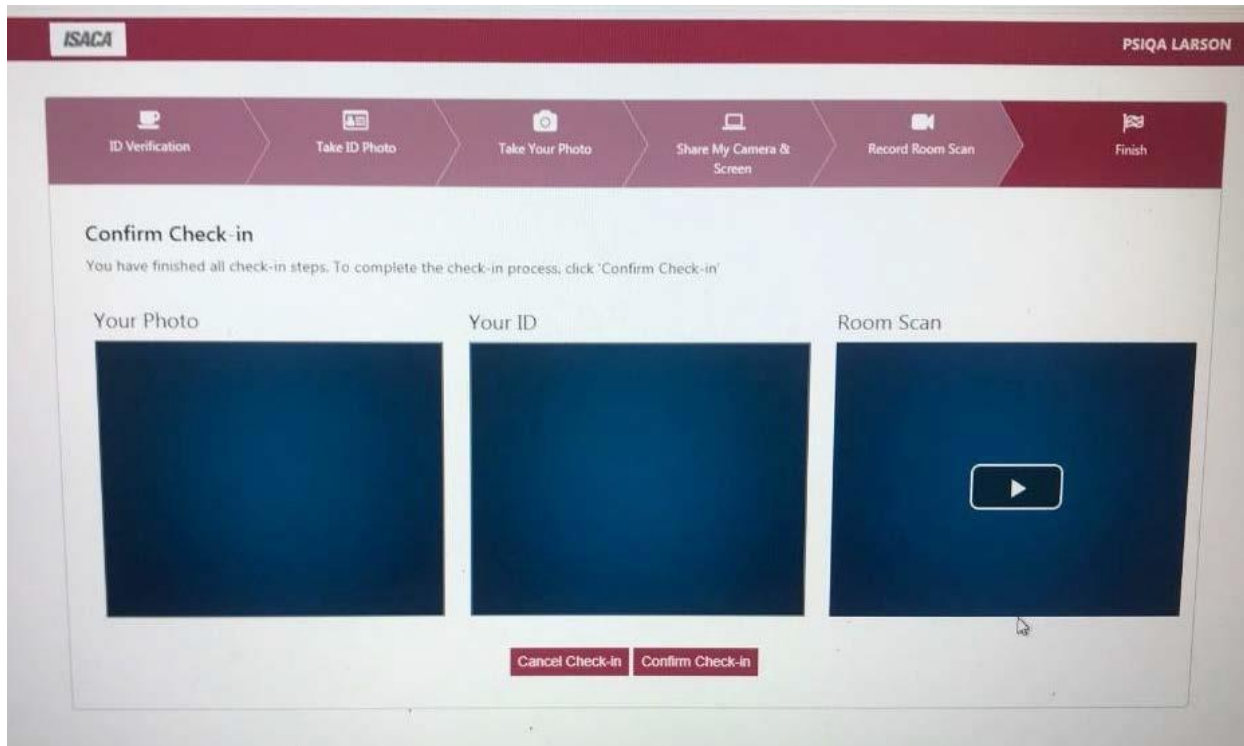 ISACA
PSIQA LARSON
ID Verification
Take ID Photo
Take Your Photo
Share My Camera &
Screen
Record Room Scan
Finish
Confirm Check-in
You have finished all check-in steps. To complete the check-in process, click 'Confirm Check-in'
Your Photo
Your ID
Room Scan
Cancel Check-in
Confirm Check-in